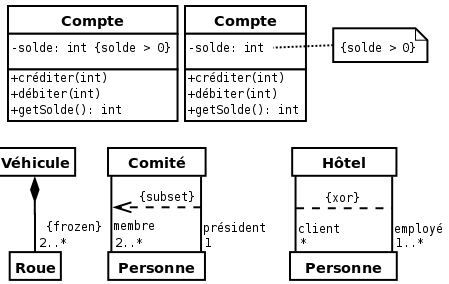 Compte
-solde: int {solde > 0}
+créditer(int)
+débiter(int)
+getSolde(): int
Compte
-solde: int
+créditer(int)
+débiter(int)
+getSolde(): int
{solde > 0}
Véhicule
{frozen}
2..*
Roue
Comité
{subset}
membre
2..*
président
1
Personne
Hôtel
{xor}
client
*
employé
1..*
Personne